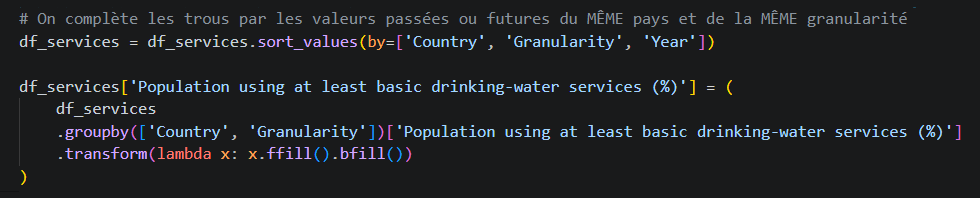 # On complète les trous par les valeurs passées ou futures du MÊME pays et de la MÊME granularité
df_services = df_services.sort_values(by=['Country', 'Granularity', 'Year'])
df_services['Population using at least basic drinking-water services (%)'] = (
df_services
.groupby(['Country', 'Granularity'])['Population using at least basic drinking-water services (%)']
.transform(lambda x: x.ffill().bfill())
)